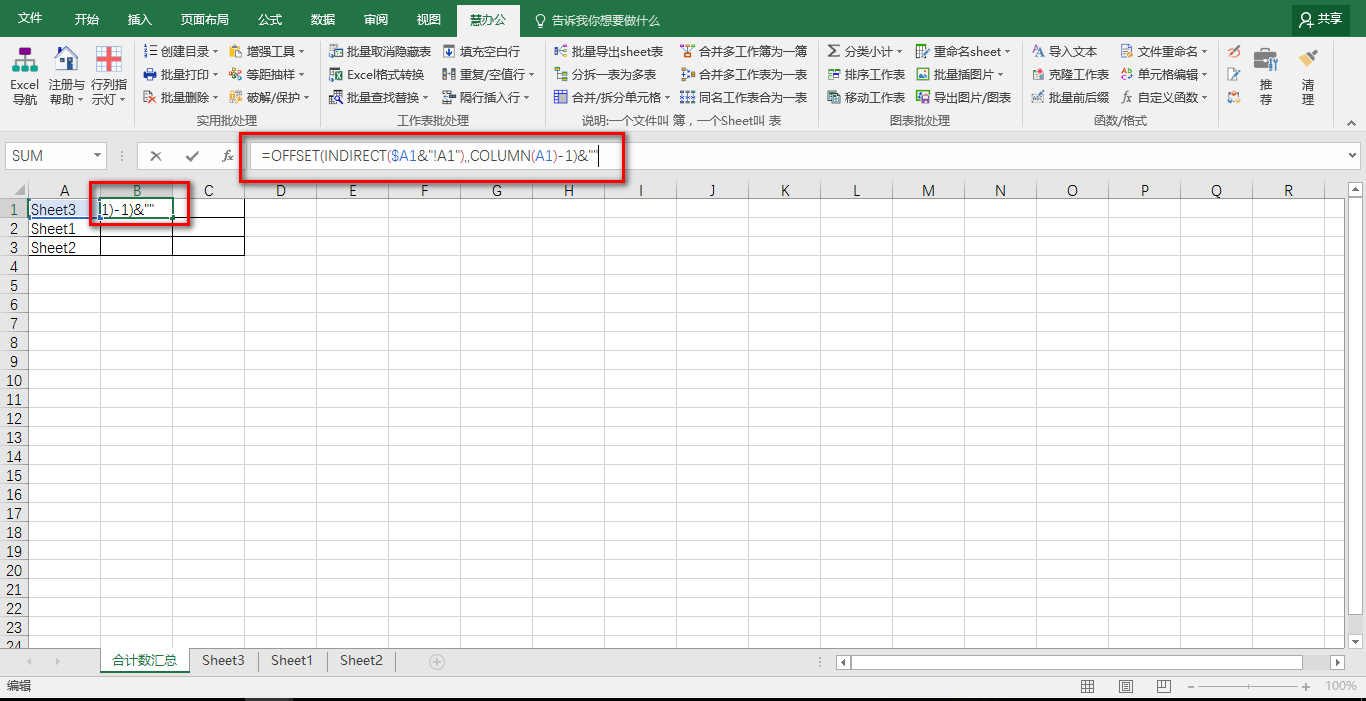 文件 开始 插入 页面布局 公式 数据 审阅 视图 慧办公 告诉我你想要做什么 共享
Excel导航 注册与帮助 行列指示灯
创建目录 增强工具
批量打印 等距抽样
批量删除 破解/保护
实用批处理
批量取消隐藏表 填充空白行
Excel格式转换 重复/空值行
批量查找替换 隔行插入行
工作表批处理
批量导出sheet表 合并多工作簿为一簿
分拆一表为多表 合并多工作表为一表
合并/拆分单元格 同名工作表合为一表
说明:一个文件叫 簿，一个Sheet叫 表
分类小计 重命名sheet
排序工作表 批量插图片
移动工作表 导出图片/图表
图表批处理
导入文本 文件重命名
克隆工作表 单元格编辑
批量前后缀 fx 自定义函数
函数/格式
推荐 清理
SUM fx =OFFSET(INDIRECT($A1&"!A1"),,COLUMN(A1)-1)&""
A B C D E F G H I J K L M N O P Q R
1 Sheet3 1)-1)&""
2 Sheet1
3 Sheet2
4
5
6
7
8
9
10
11
12
13
14
15
16
17
18
19
20
21
22
23
24
合计数汇总 Sheet3 Sheet1 Sheet2
编辑 100%